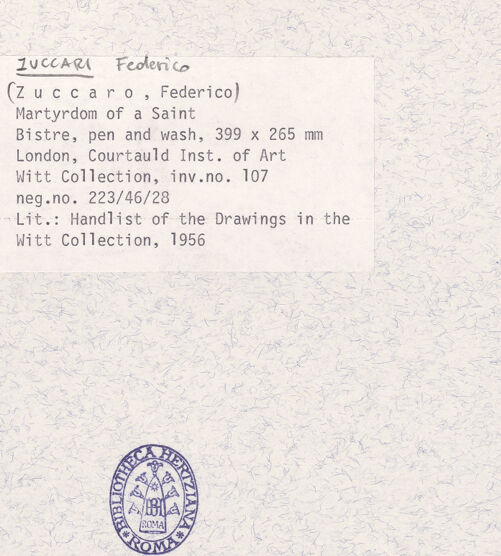 ZUCCARI Federico
(Z u c c a r o , Federico)
Martyrdom of a Saint
Bistre, pen and wash, 399 x 265 mm
London, Courtauld Inst. of Art
Witt Collection, inv.no. 107
neg.no. 223/46/28
Lit.: Handlist of the Drawings in the
Witt Collection, 1956
BIBLIOTHECA HERTZIANA
ROMA
* ROMA *